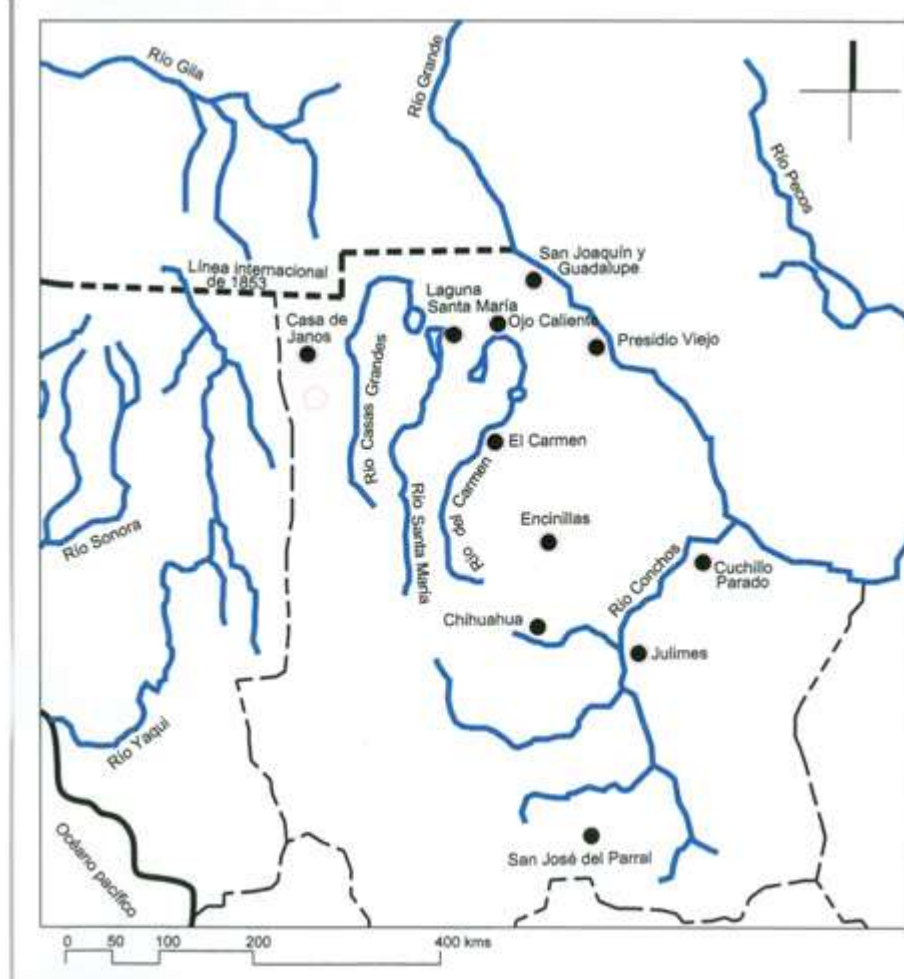 Río Gila
Río Grande
Río Pecos
Línea internacional
de 1853
San Joaquín y
Guadalupe
Laguna
Santa María
Ojo Caliente
Casa de
Janos
Presidio Viejo
Río Casas Grandes
El Carmen
Río Santa María
Río del Carmen
Encinillas
Río Sonora
Río Conchos
Cuchillo
Parado
Chihuahua
Julimes
Río Yaqui
Océano pacífico
San José del Parral
0 50 100 200 400 kms